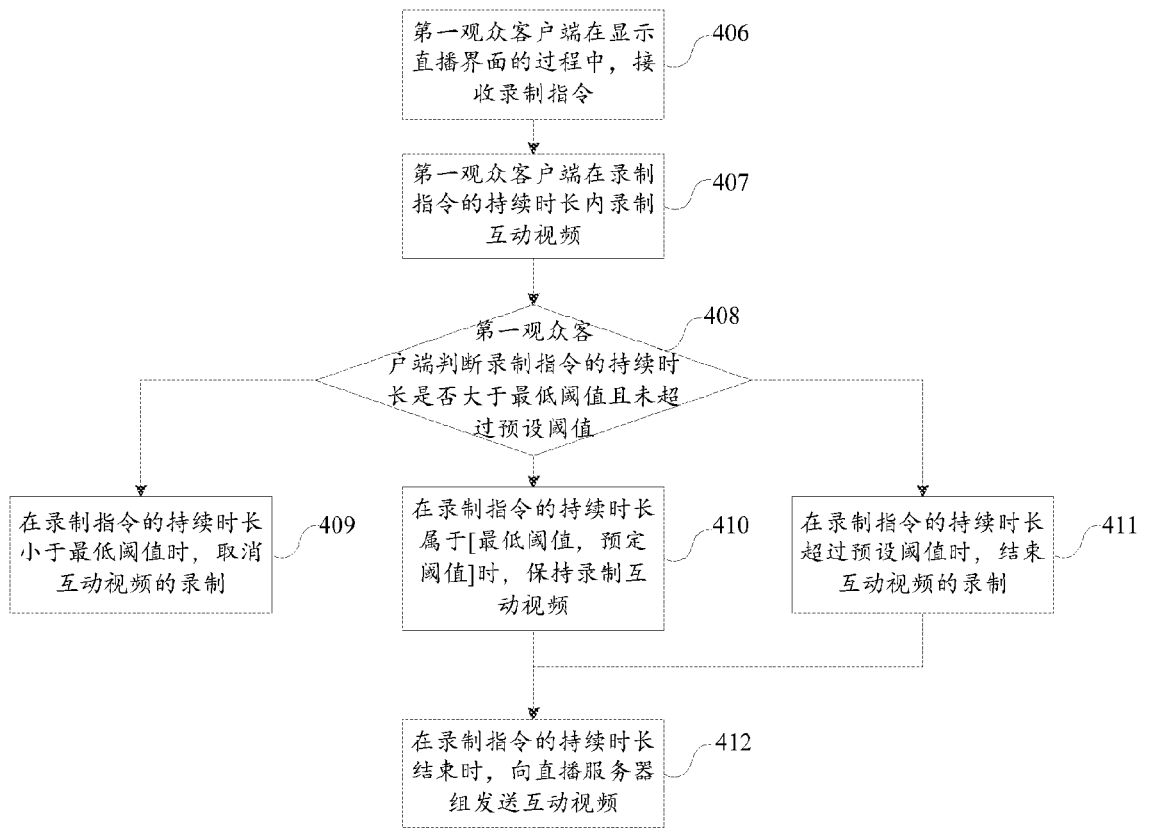 第一观众客户端在显示
直播界面的过程中，接
收录制指令
406
第一观众客户端在录制
指令的持续时长内录制
互动视频
407
第一观众客
户端判断录制指令的持续时
长是否大于最低阈值且未超
过预设阈值
408
在录制指令的持续时长
小于最低阈值时，取消
互动视频的录制
409
在录制指令的持续时长
属于[最低阈值，预定
阈值]时，保持录制互
动视频
410
在录制指令的持续时长
超过预设阈值时，结束
互动视频的录制
411
在录制指令的持续时长
结束时，向直播服务器
组发送互动视频
412